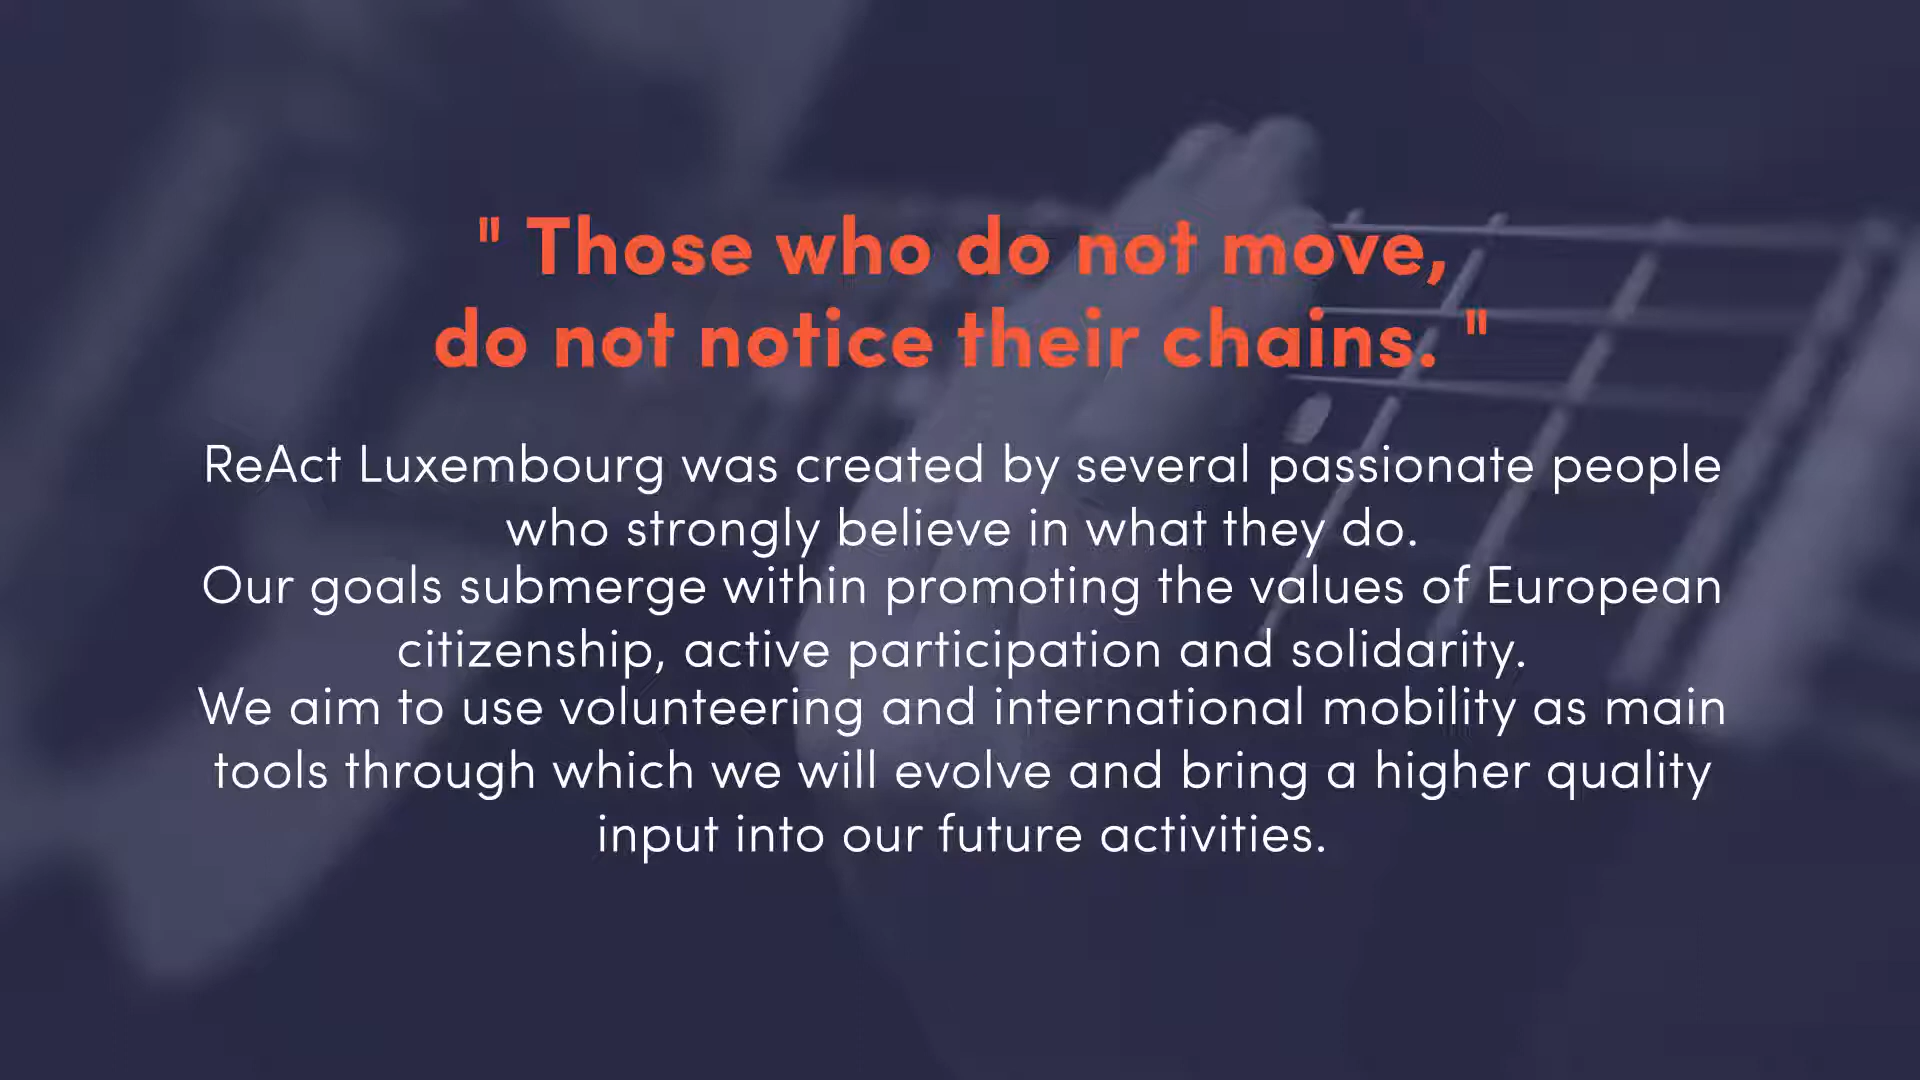 " Those who do not move,
do not notice their chains. "
ReAct Luxembourg was created by several passionate people
who strongly believe in what they do.
Our goals submerge within promoting the values of European
citizenship, active participation and solidarity.
We aim to use volunteering and international mobility as main
tools through which we will evolve and bring a higher quality
input into our future activities.